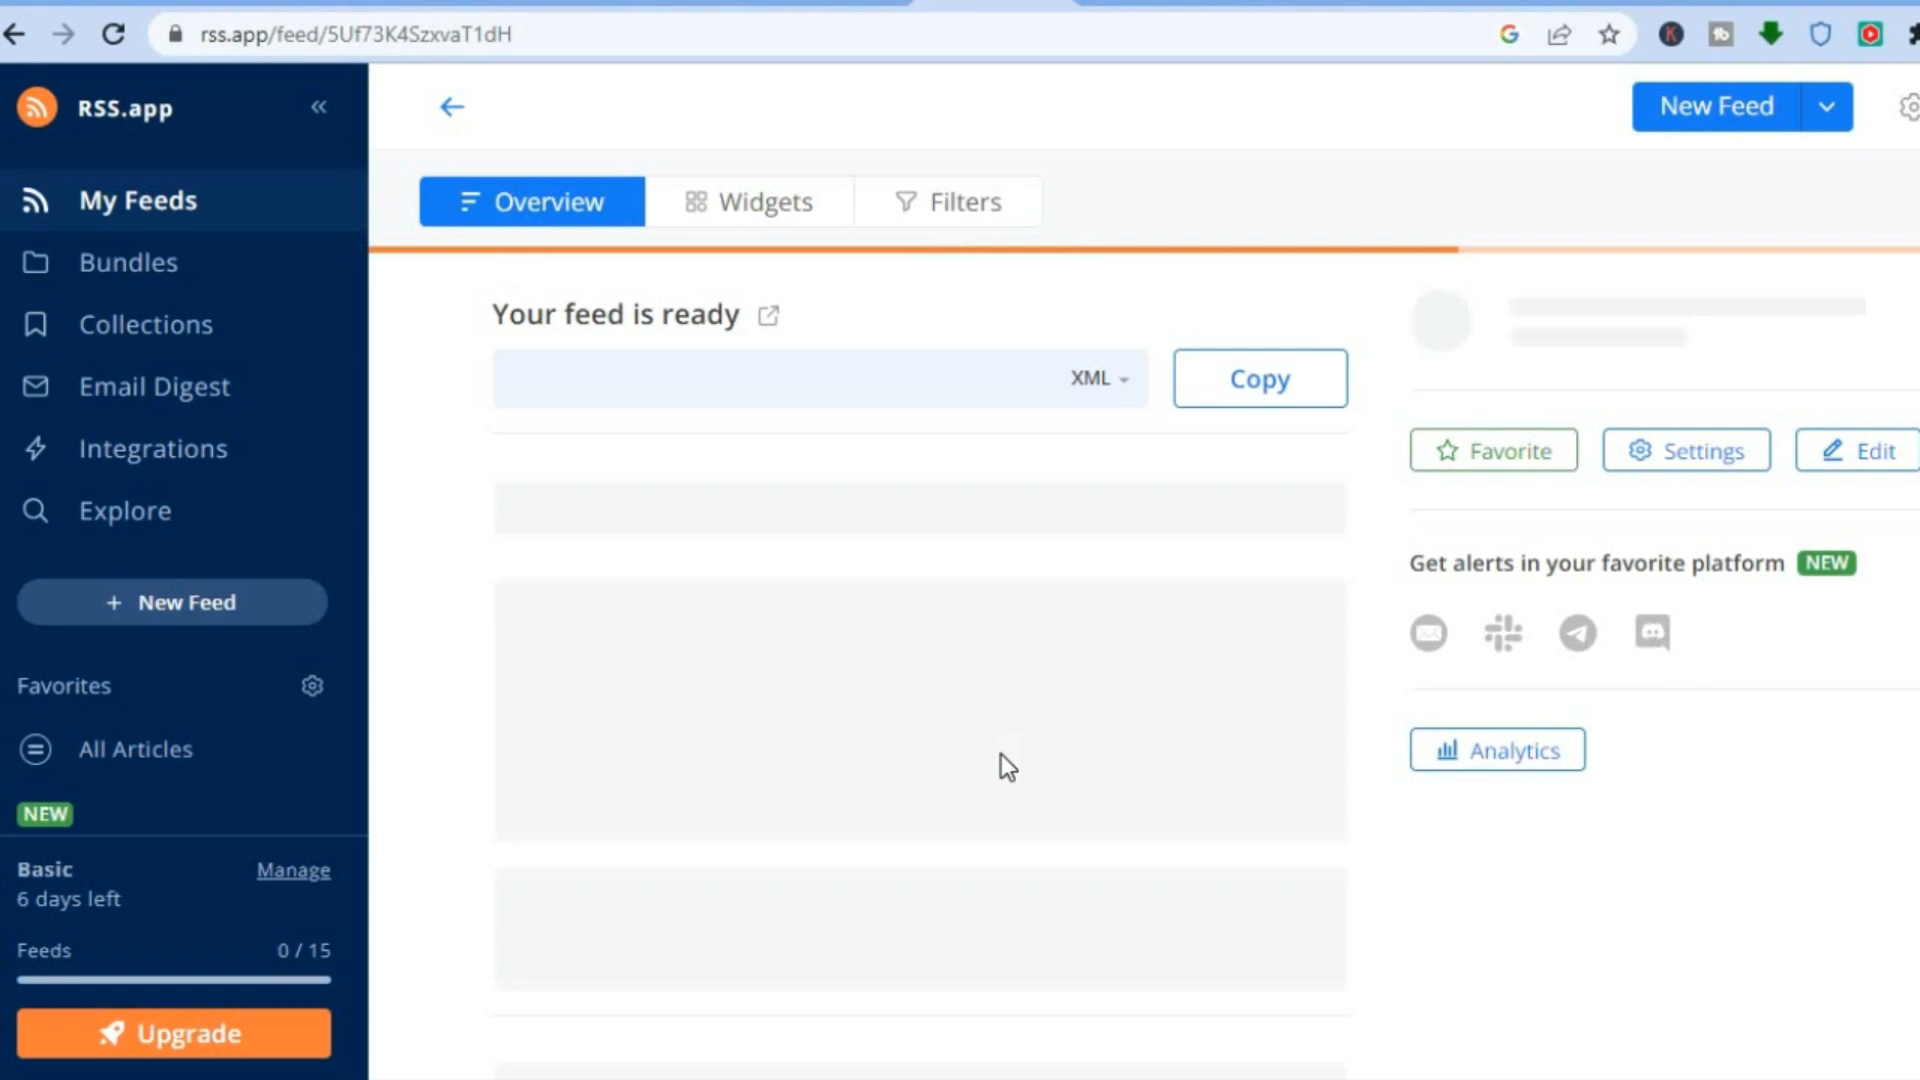 rss.app/feed/5Uf73K4SzxvaT1dH
RSS.app
New Feed
My Feeds
Overview
Widgets
Filters
Bundles
Your feed is ready
Collections
XML
Copy
Email Digest
Integrations
Favorite
Settings
Edit
Explore
Get alerts in your favorite platform NEW
+ New Feed
Favorites
All Articles
Analytics
NEW
Basic
Manage
6 days left
Feeds
0 / 15
Upgrade